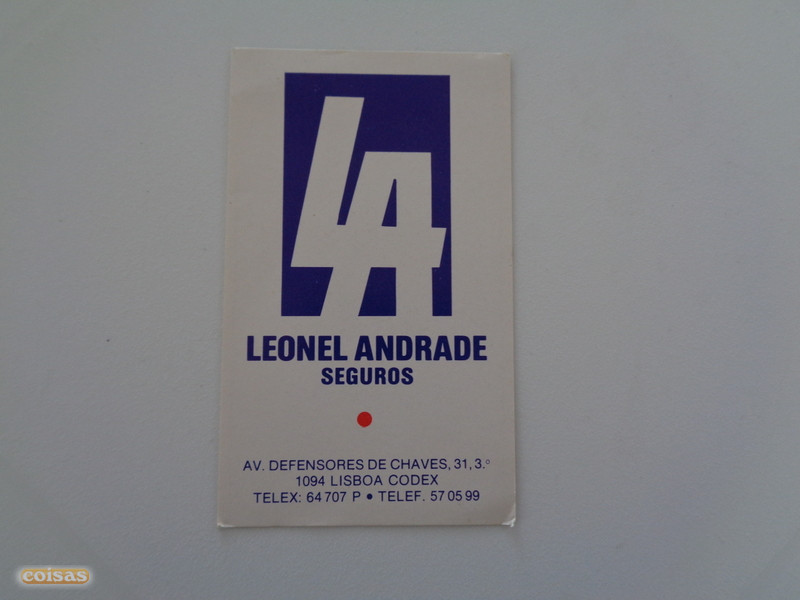 LA
LEONEL ANDRADE
SEGUROS
AV. DEFENSORES DE CHAVES, 31, 3.º
1094 LISBOA CODEX
TELEX: 64 707 P • TELEF. 57 05 99
coisas